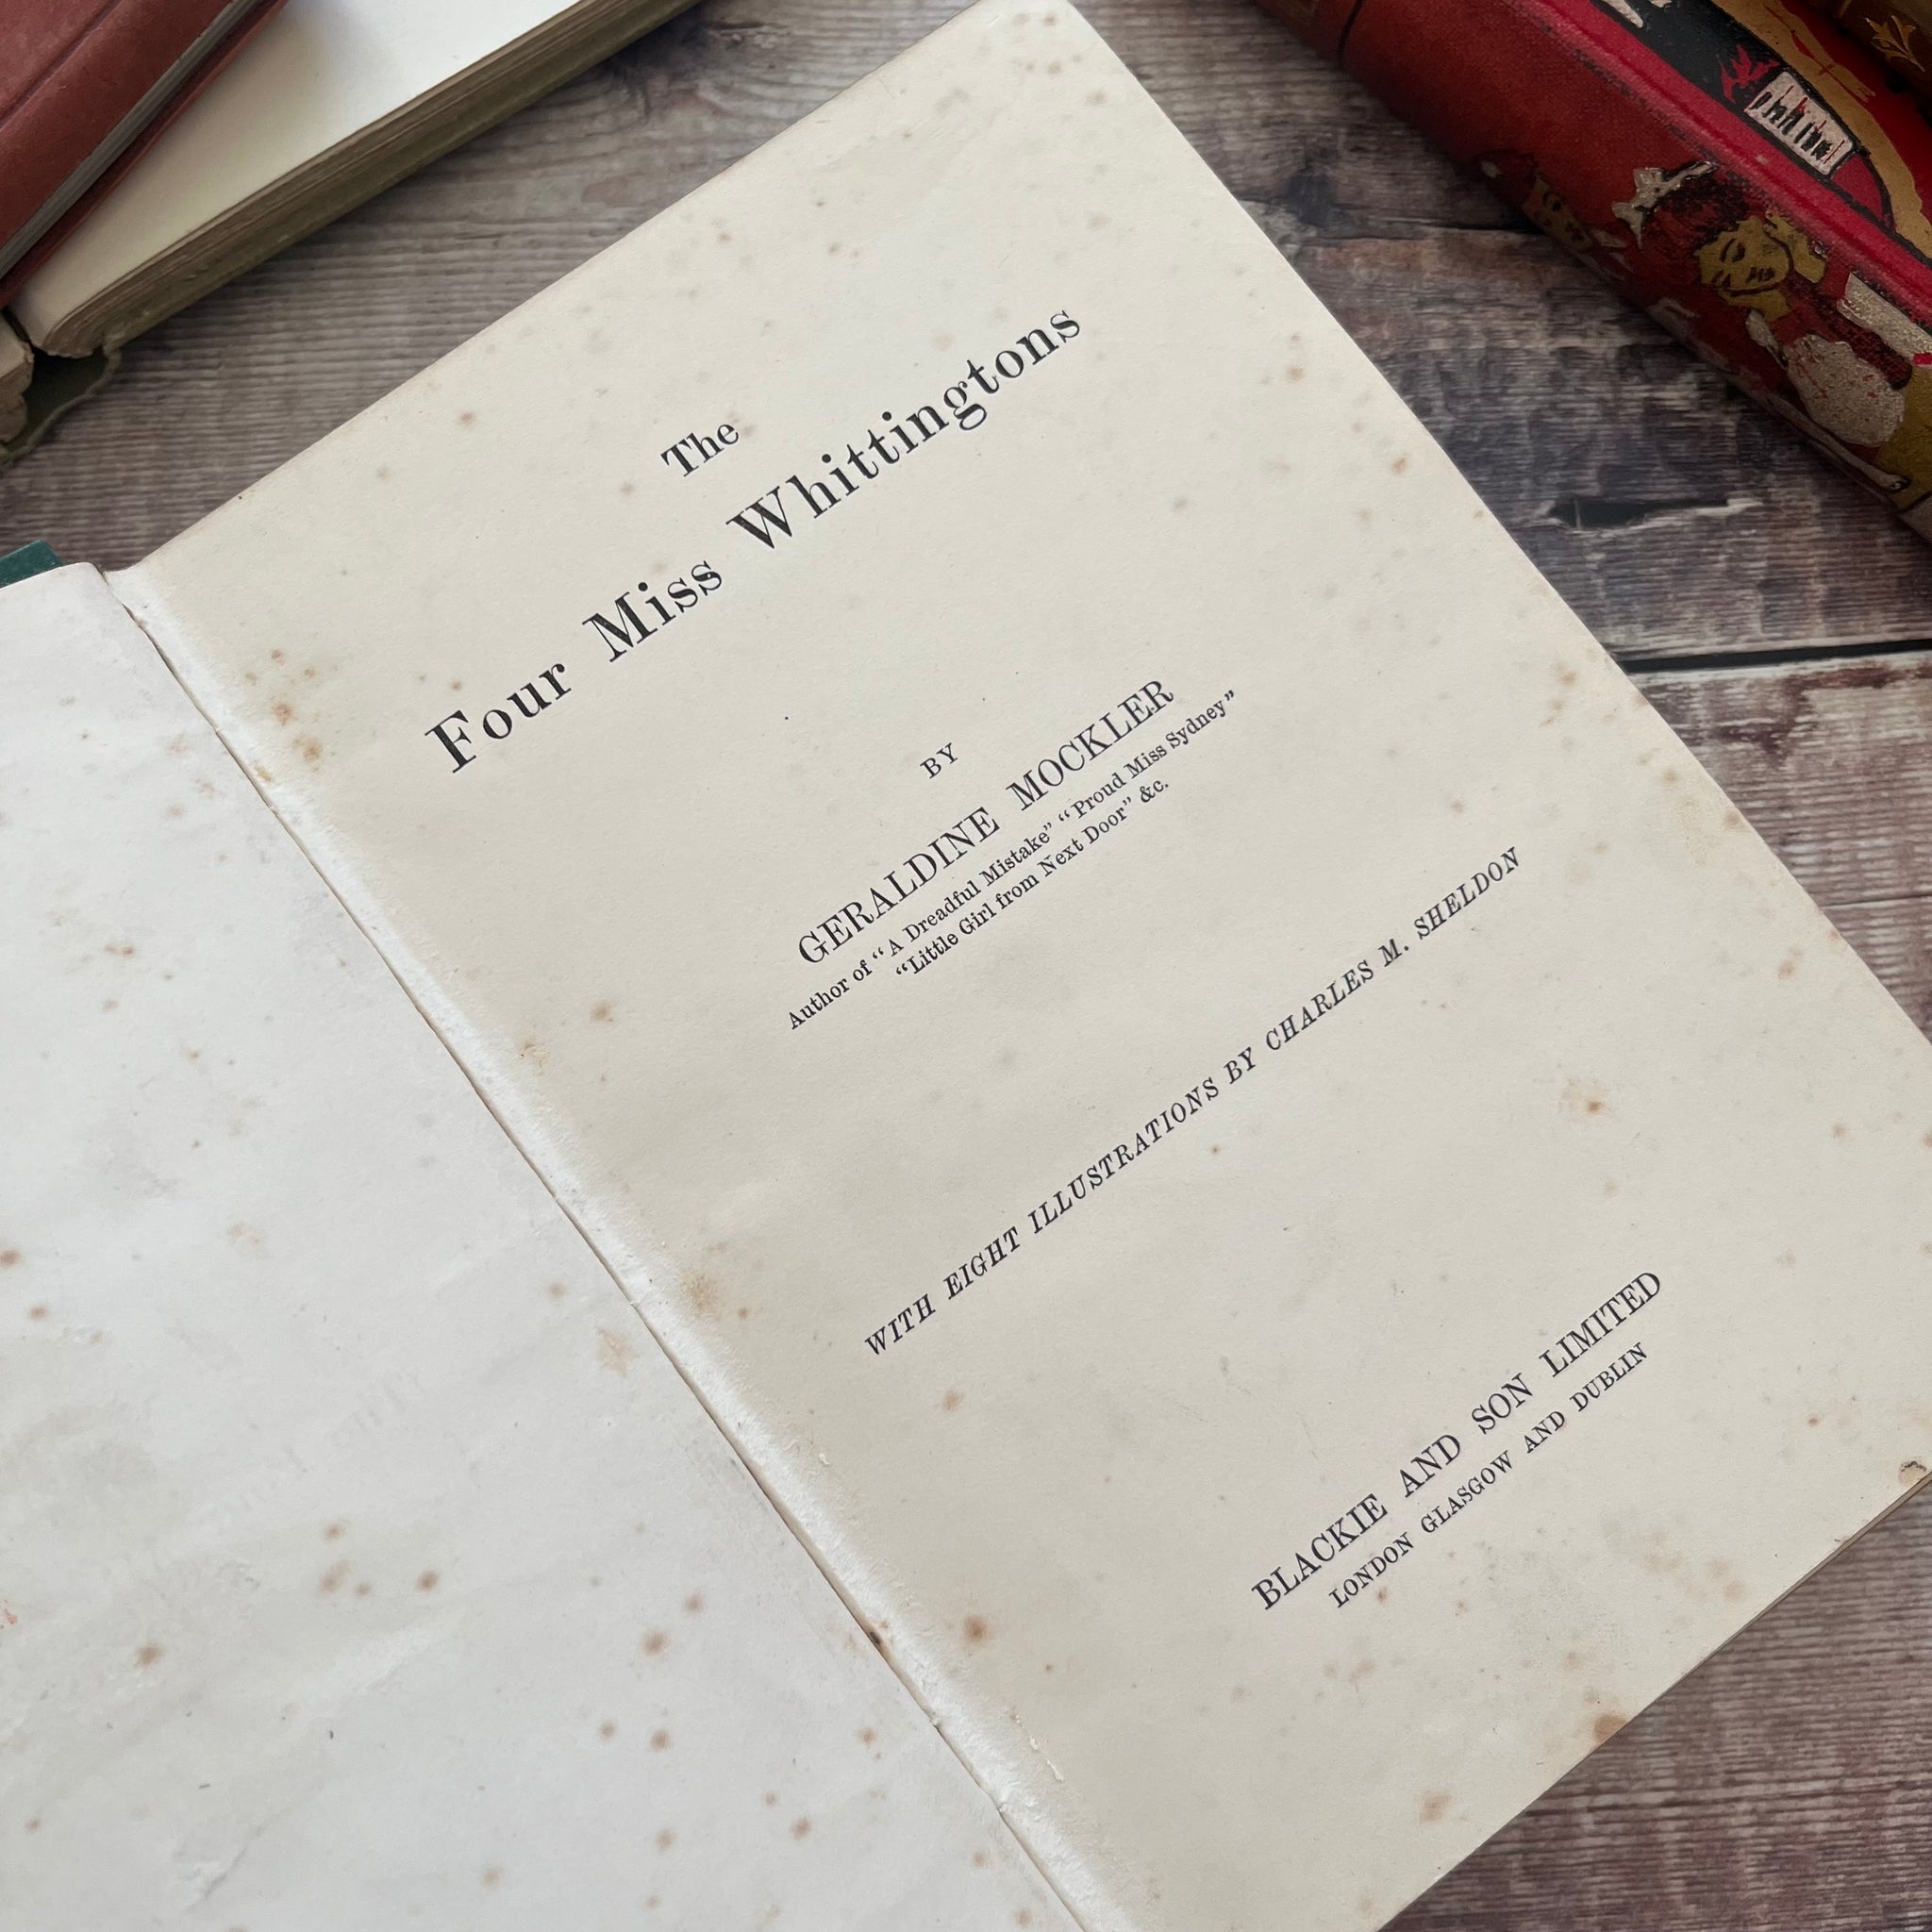 The
Four Miss Whittingtons
BY
GERALDINE MOCKLER
Author of “A Dreadful Mistake” “Proud Miss Sydney”
“Little Girl from Next Door” &c.
WITH EIGHT ILLUSTRATIONS BY CHARLES M. SHELDON
BLACKIE AND SON LIMITED
LONDON GLASGOW AND DUBLIN